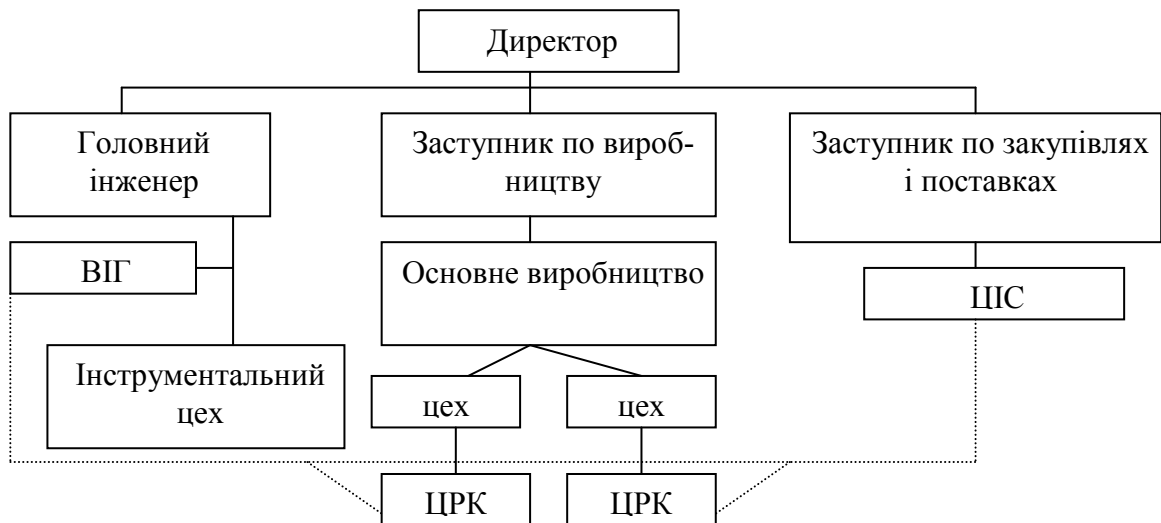 Директор
Головний
інженер
Заступник по вироб-
ництву
Заступник по закупівлях
і поставках
ВІГ
Основне виробництво
ЦІС
Інструментальний
цех
цех
цех
ЦРК
ЦРК